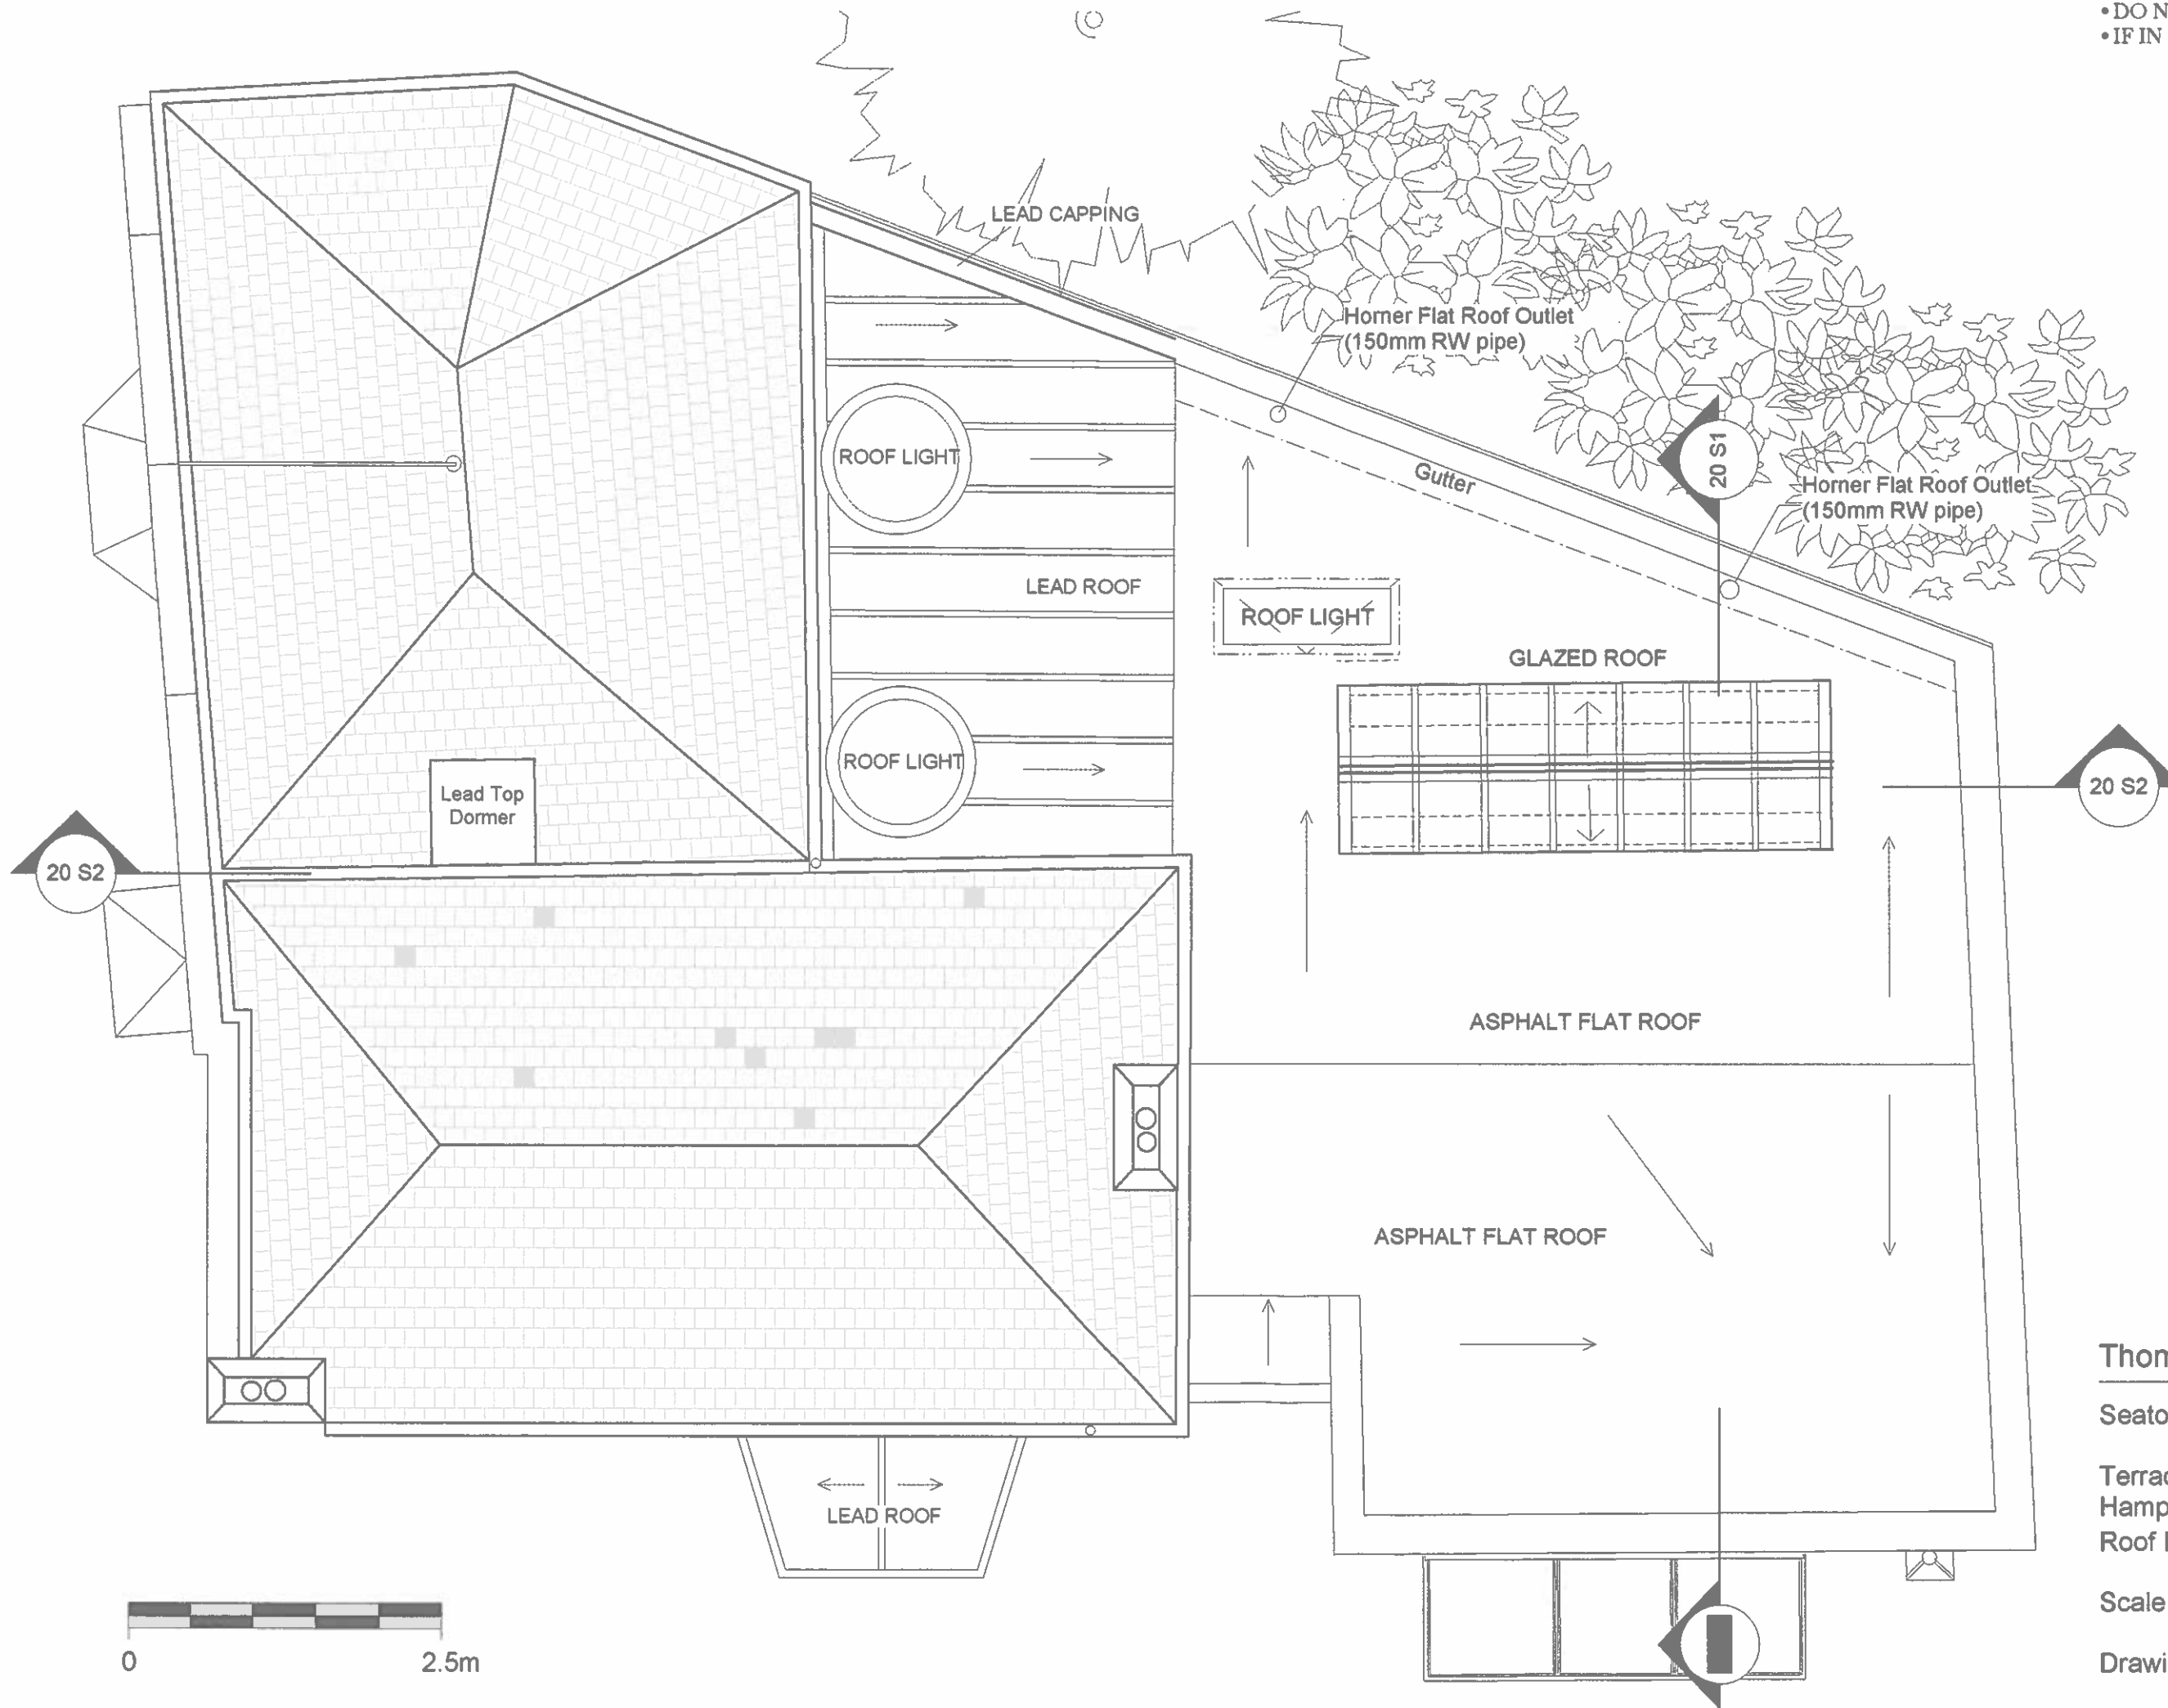 •DO N
•IF IN
LEAD CAPPING
Horner Flat Roof Outlet
(150mm RW pipe)
ROOF LIGHT
20 S1
Gutter
Horner Flat Roof Outlet
(150mm RW pipe)
LEAD ROOF
ROOF LIGHT
GLAZED ROOF
ROOF LIGHT
Lead Top
Dormer
20 S2
20 S2
ASPHALT FLAT ROOF
ASPHALT FLAT ROOF
LEAD ROOF
Thom
Seato
Terrac
Hamp
Roof
Scale
Drawi
0
2.5m